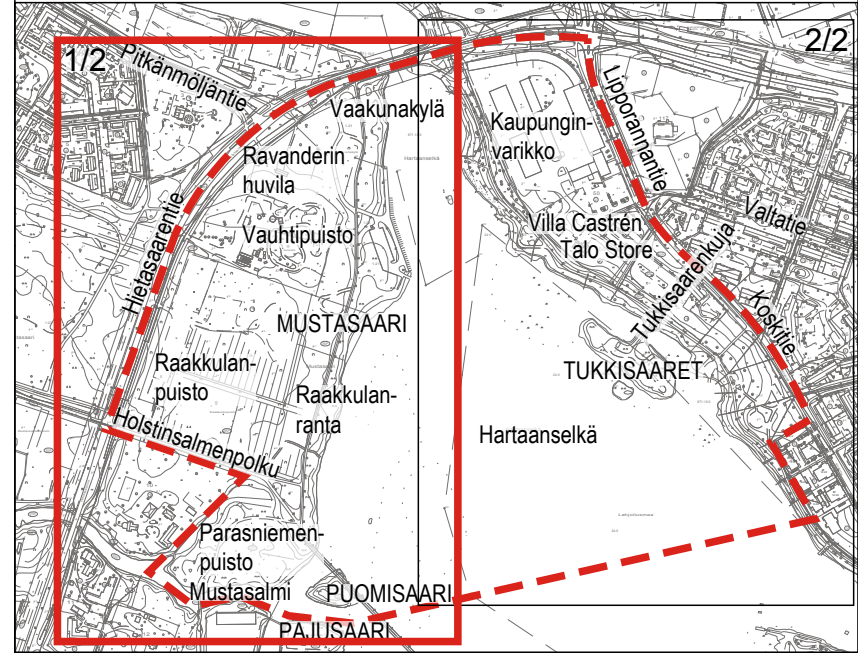 1/2
2/2
Pitkänmöljäntie
Vaakunakylä
Ravanderin
huvila
Vauhtipuisto
Hietasaarentie
MUSTASAARI
Raakkulan-
puisto
Raakkulan-
ranta
Holstinsalmenpolku
Parasniemen-
puisto
Mustasalmi
PUOMISAARI
PAJUSAARI
Kaupungin-
varikko
Lipporannantie
Villa Castrén
Talo Store
Valtatie
Tukkisaarenkuja
Koskitie
TUKKISAARET
Hartaanselkä
Hartaanselkä